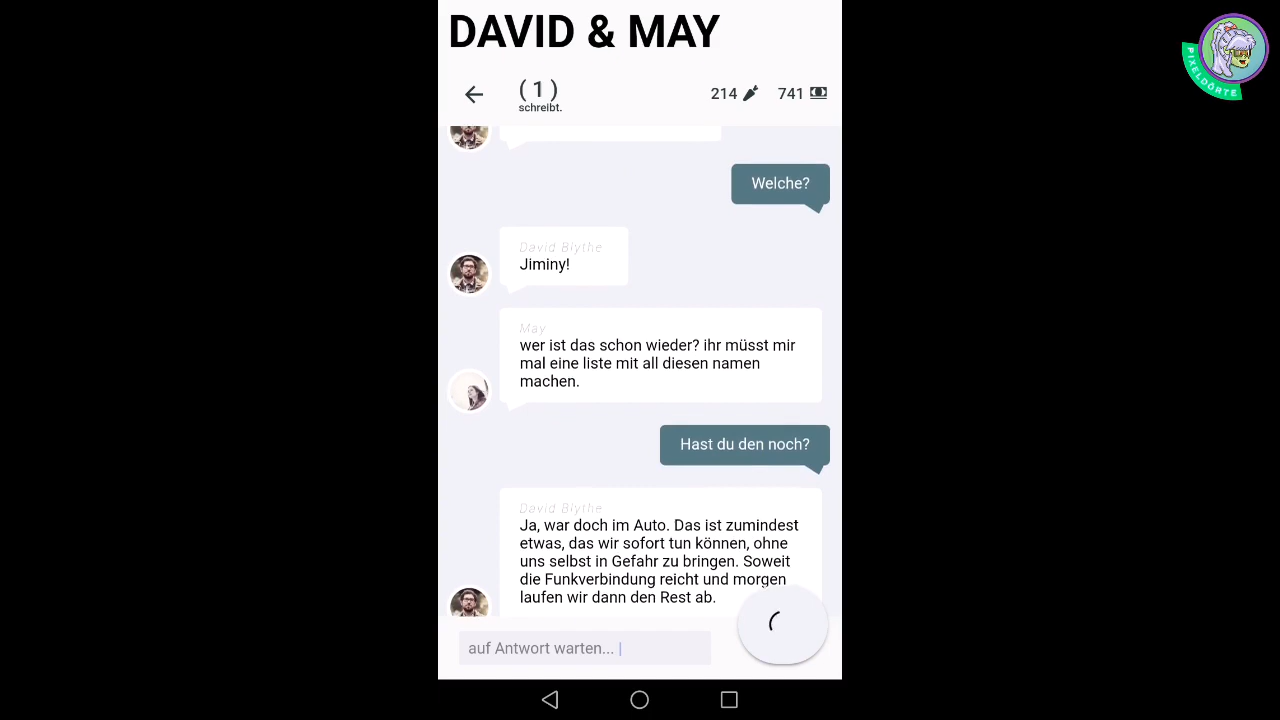 DAVID & MAY
( 1 )
schreibt.
214
741
PIXELDÖRTE
Welche?
David Blythe
Jiminy!
May
wer ist das schon wieder? ihr müsst mir
mal eine liste mit all diesen namen
machen.
Hast du den noch?
David Blythe
Ja, war doch im Auto. Das ist zumindest
etwas, das wir sofort tun können, ohne
uns selbst in Gefahr zu bringen. Soweit
die Funkverbindung reicht und morgen
laufen wir dann den Rest ab.
auf Antwort warten...